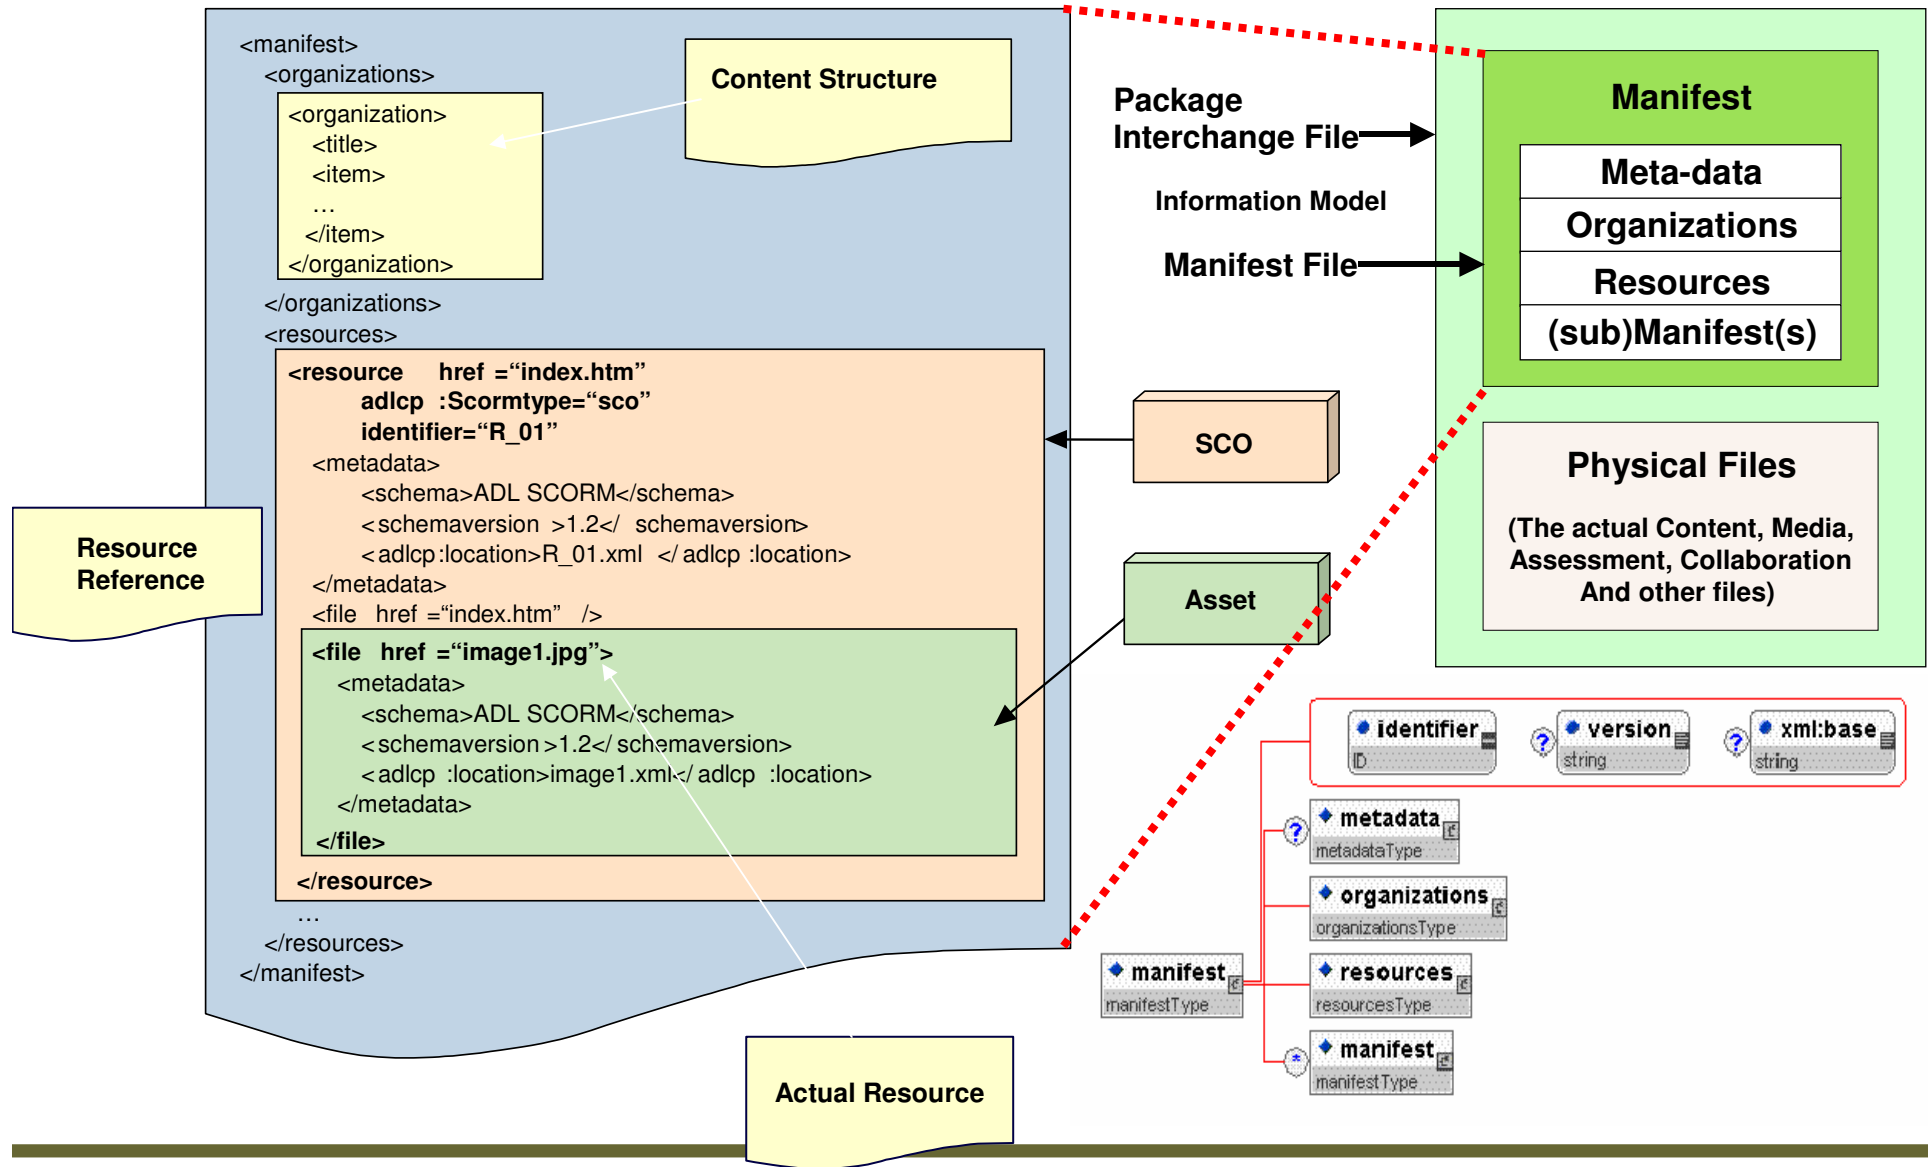 <manifest>
<organizations>
<organization>
<title>
<item>
…
</item>
</organization>
</organizations>
<resources>
<resource href =“index.htm”
adlcp :Scormtype=“sco”
identifier=“R_01”
<metadata>
<schema>ADL SCORM</schema>
<schemaversion >1.2</ schemaversion>
<adlcp:location>R_01.xml </ adlcp :location>
</metadata>
<file href =“index.htm” />
<file href =“image1.jpg”>
<metadata>
<schema>ADL SCORM</schema>
<schemaversion >1.2</ schemaversion>
<adlcp :location>image1.xml</ adlcp :location>
</metadata>
</file>
</resource>
…
</resources>
</manifest>
Content Structure
Resource
Reference
Actual Resource
SCO
Asset
Package
Interchange File
Information Model
Manifest File
Manifest
Meta-data
Organizations
Resources
(sub)Manifest(s)
Physical Files
(The actual Content, Media,
Assessment, Collaboration
And other files)
identifier
ID
?
version
string
?
xml:base
string
?
metadata
metadataType
organizations
organizationsType
manifest
manifestType
resources
resourcesType
*
manifest
manifestType